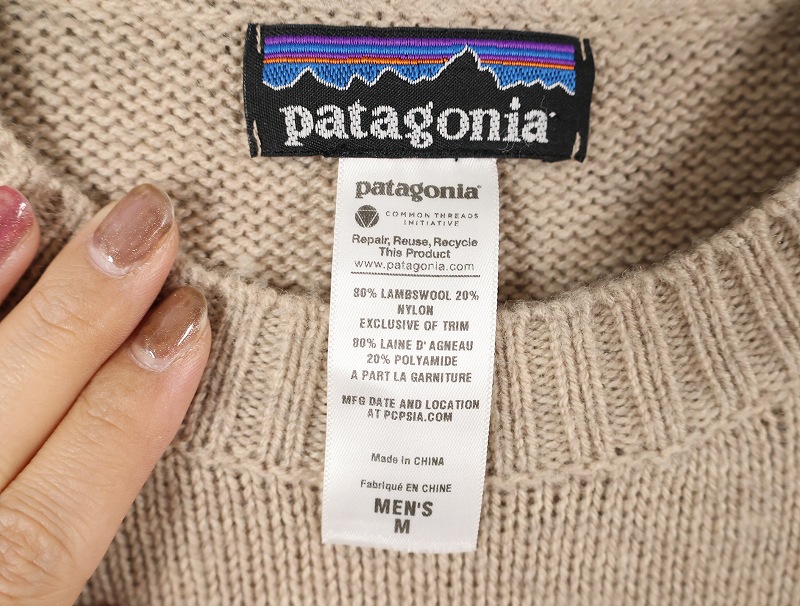 patagonia
patagonia
COMMON THREADS
INITIATIVE
Repair, Reuse, Recycle
This Product
www.patagonia.com
80% LAMBSWOOL 20%
NYLON
EXCLUSIVE OF TRIM
80% LAINE D'AGNEAU
20% POLYAMIDE
A PART LA GARNITURE
MFG DATE AND LOCATION
AT PCPSIA.COM
Made in CHINA
Fabriqué EN CHINE
MEN'S
M